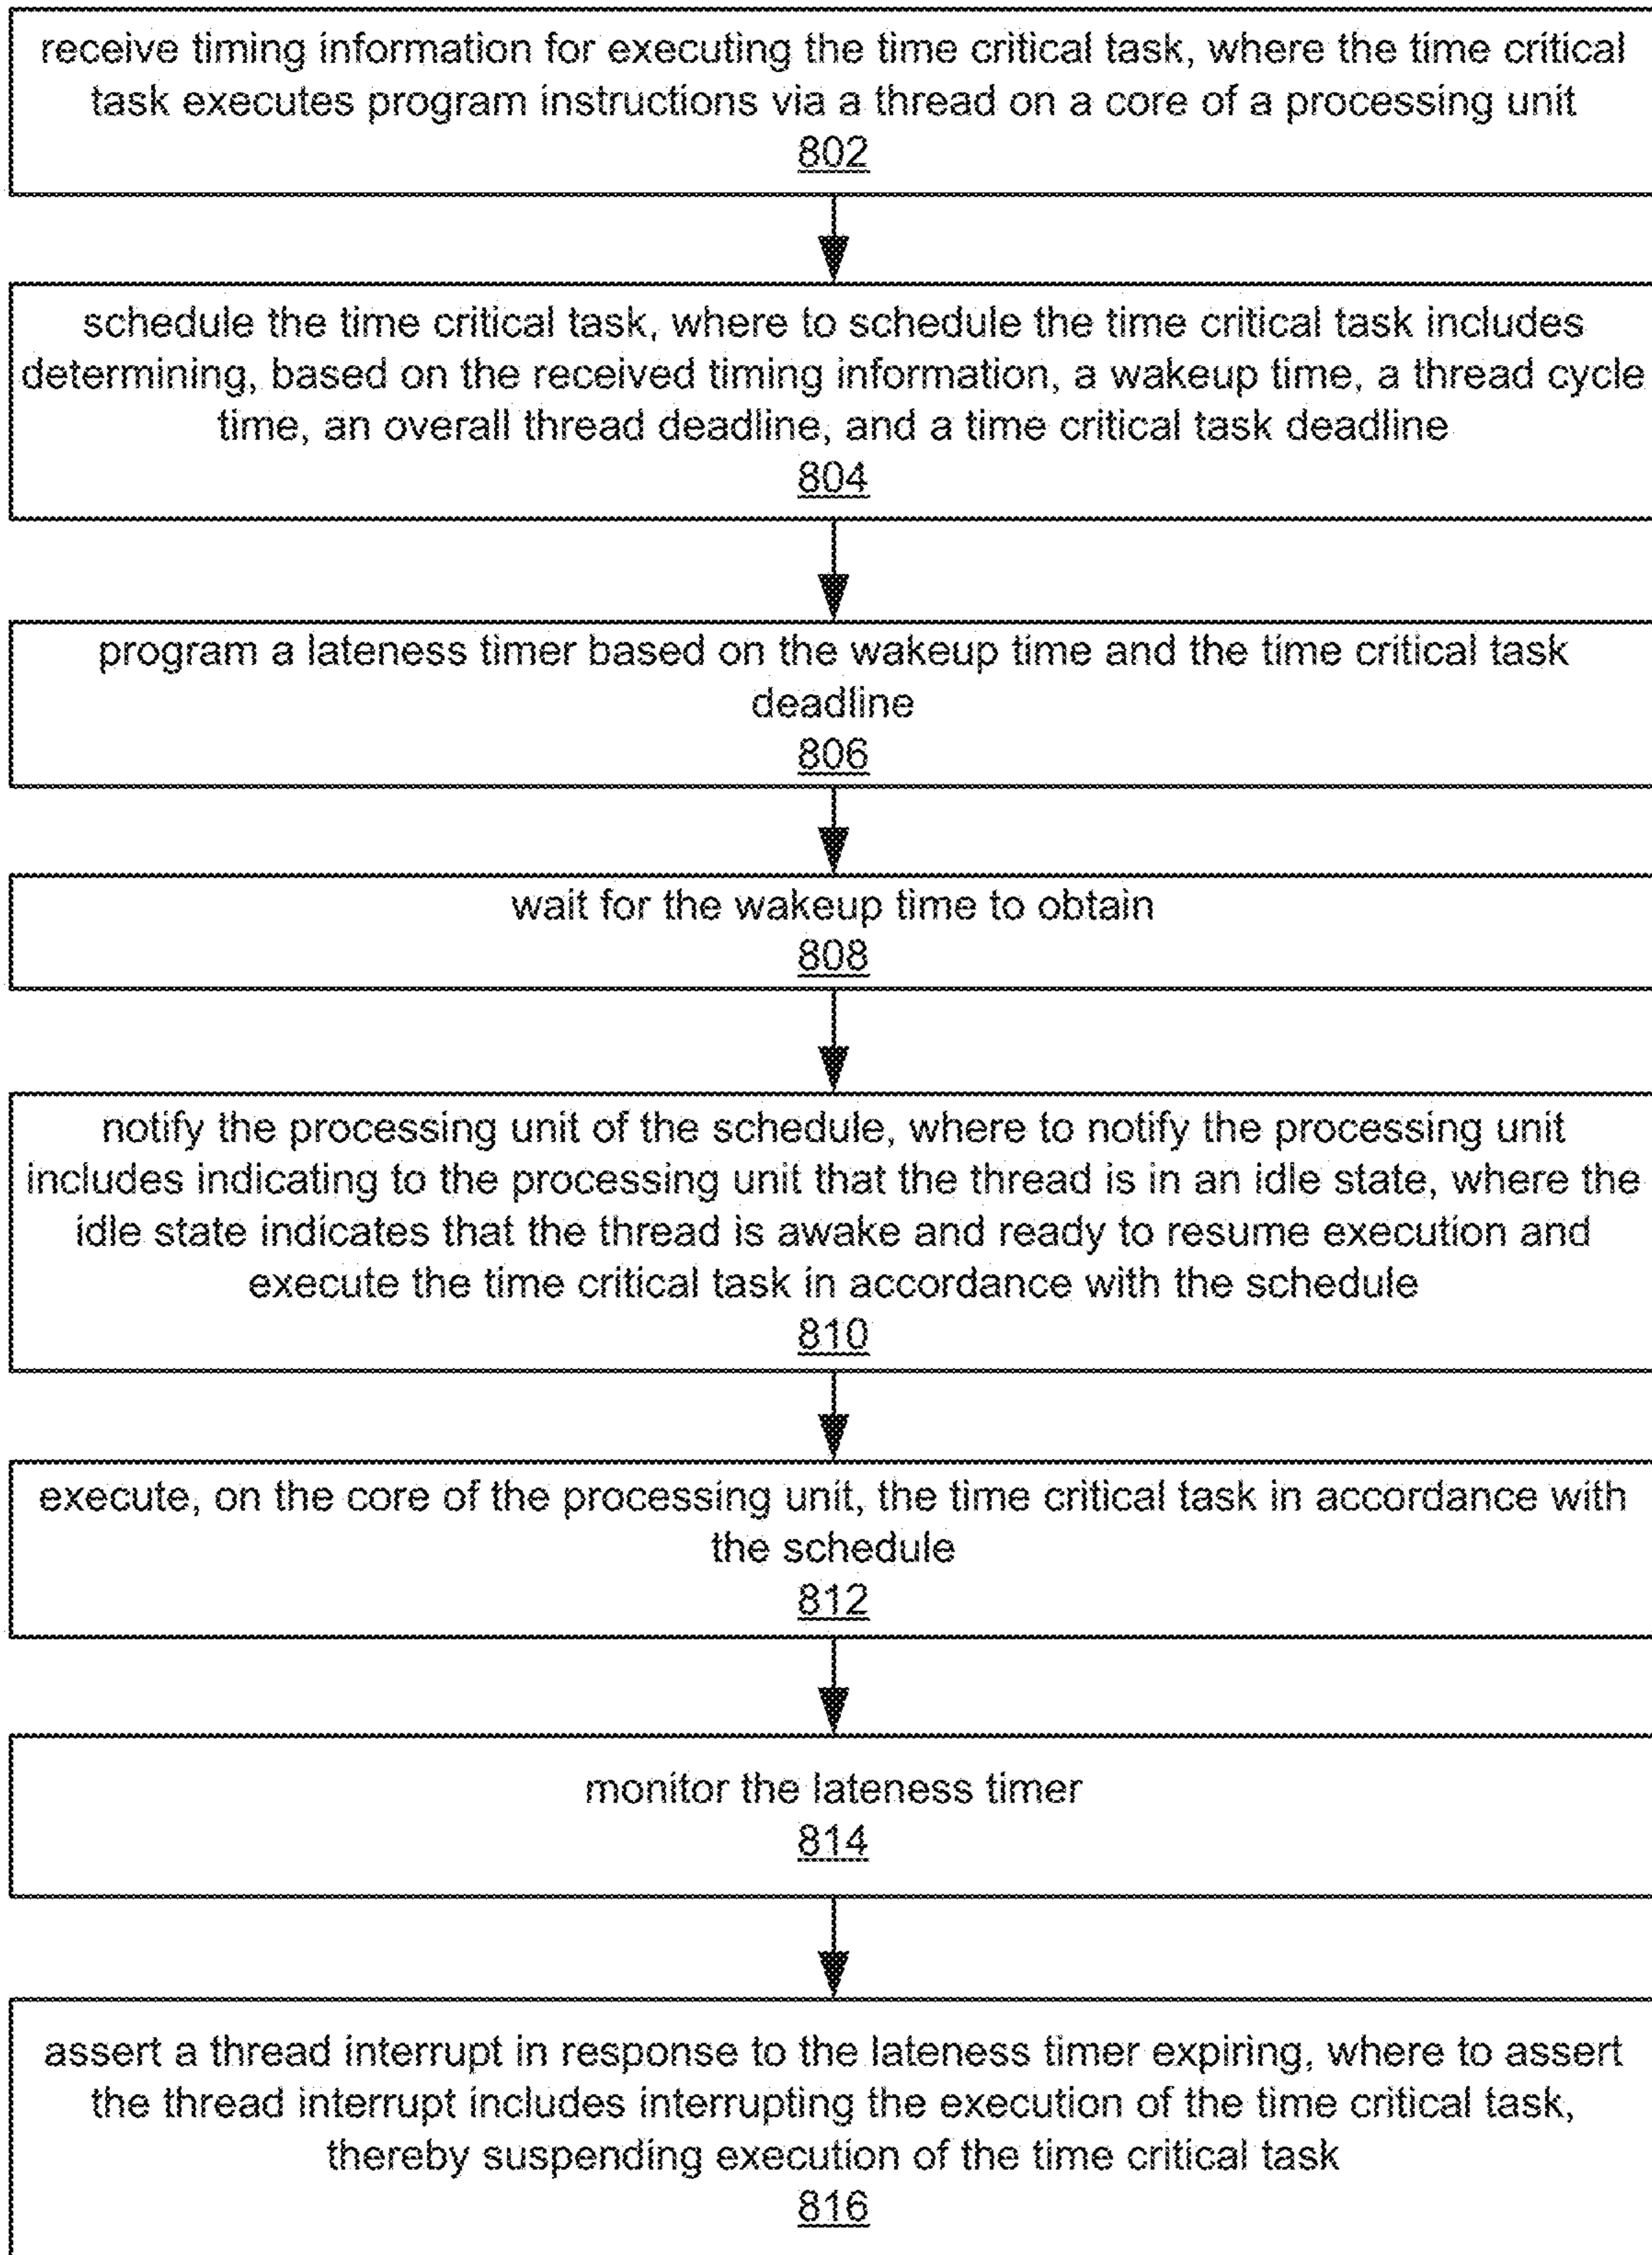 receive timing information for executing the time critical task, where the time critical
task executes program instructions via a thread on a core of a processing unit
802
schedule the time critical task, where to schedule the time critical task includes
determining, based on the received timing information, a wakeup time, a thread cycle
time, an overall thread deadline, and a time critical task deadline
804
program a lateness timer based on the wakeup time and the time critical task
deadline
806
wait for the wakeup time to obtain
808
notify the processing unit of the schedule, where to notify the processing unit
includes indicating to the processing unit that the thread is in an idle state, where the
idle state indicates that the thread is awake and ready to resume execution and
execute the time critical task in accordance with the schedule
810
execute, on the core of the processing unit, the time critical task in accordance with
the schedule
812
monitor the lateness timer
814
assert a thread interrupt in response to the lateness timer expiring, where to assert
the thread interrupt includes interrupting the execution of the time critical task,
thereby suspending execution of the time critical task
816